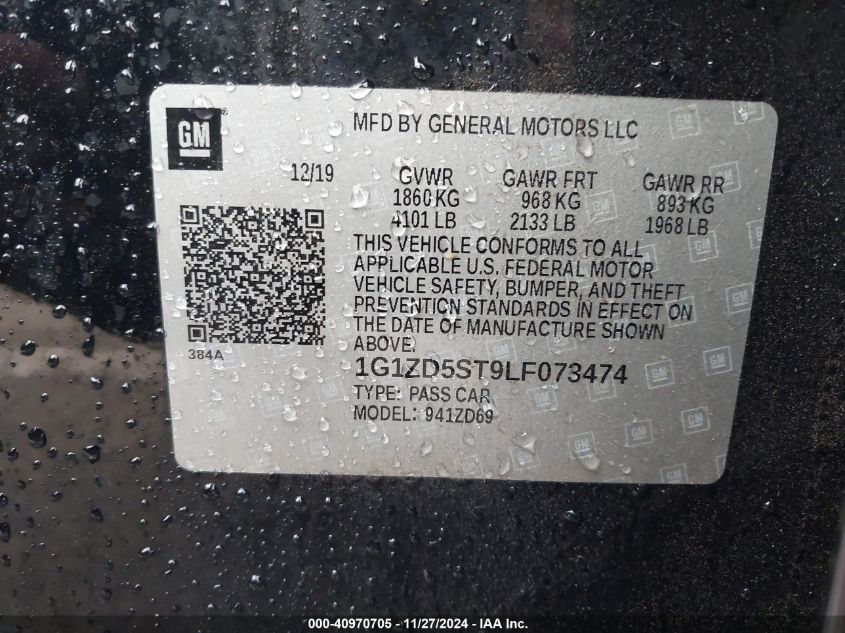 GM
MFD BY GENERAL MOTORS LLC
12/19
GVWR GAWR FRT GAWR RR
1860 KG 968 KG 893 KG
4101 LB 2133 LB 1968 LB
THIS VEHICLE CONFORMS TO ALL
APPLICABLE U.S. FEDERAL MOTOR
VEHICLE SAFETY, BUMPER, AND THEFT
PREVENTION STANDARDS IN EFFECT ON
THE DATE OF MANUFACTURE SHOWN
ABOVE.
384A
1G1ZD5ST9LF073474
TYPE: PASS CAR
MODEL: 941ZD69
000-40970705 - 11/27/2024 - IAA Inc.